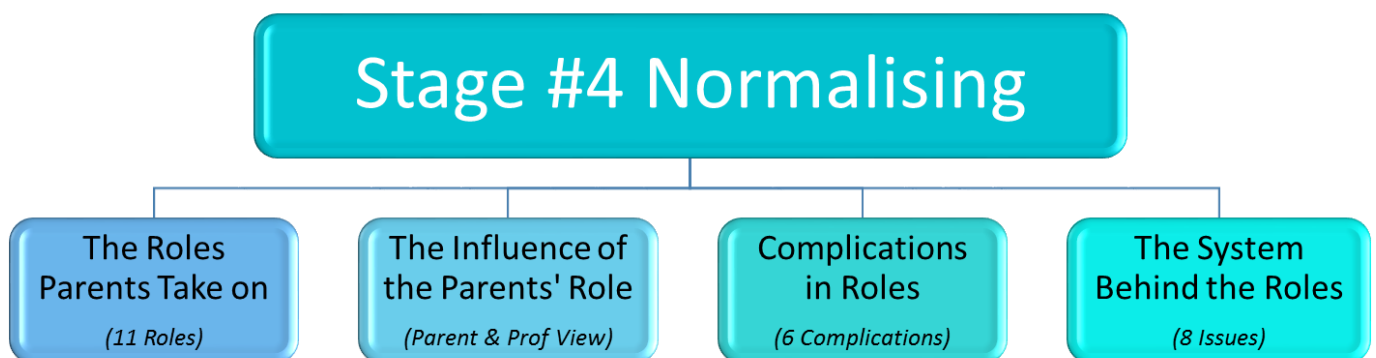 Stage #4 Normalising
The Roles
Parents Take on
(11 Roles)
The Influence of
the Parents' Role
(Parent & Prof View)
Complications
in Roles
(6 Complications)
The System
Behind the Roles
(8 Issues)